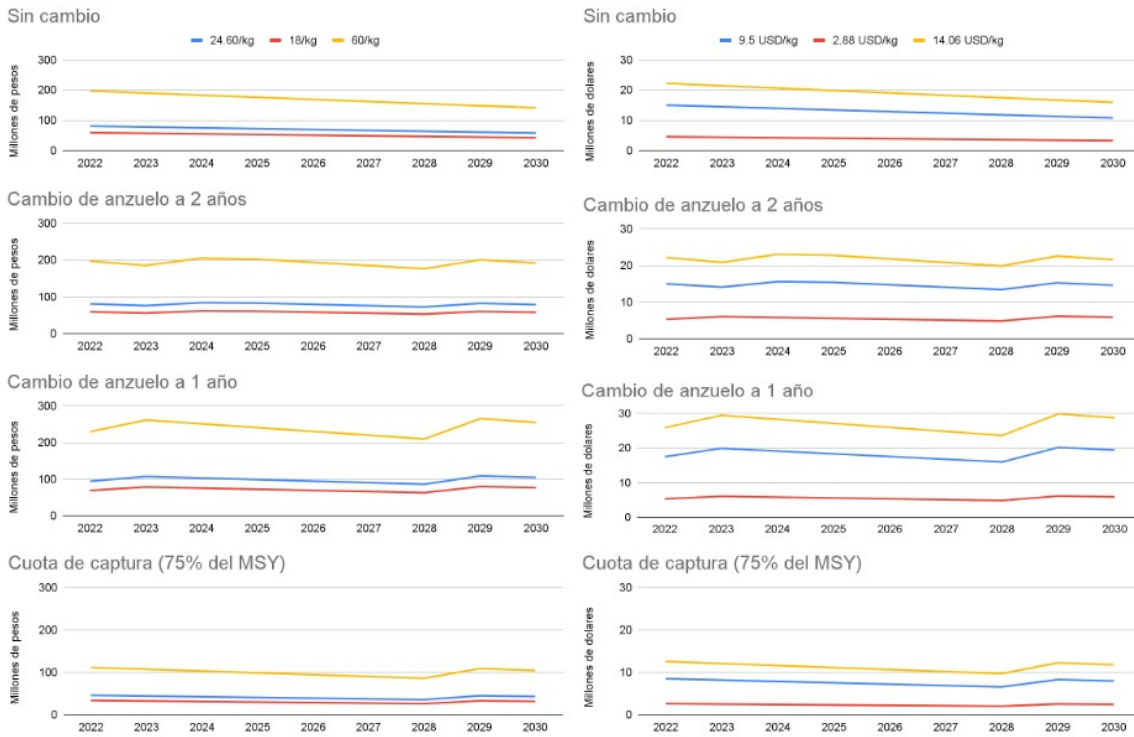 Sin cambio
24.60/kg 18/kg 60/kg
Millones de pesos
300
200
100
0
2022 2023 2024 2025 2026 2027 2028 2029 2030
Sin cambio
9.5 USD/kg 2.88 USD/kg 14.06 USD/kg
Millones de dolares
30
20
10
0
2022 2023 2024 2025 2026 2027 2028 2029 2030
Cambio de anzuelo a 2 años
Millones de pesos
300
200
100
0
2022 2023 2024 2025 2026 2027 2028 2029 2030
Cambio de anzuelo a 2 años
Millones de dolares
30
20
10
0
2022 2023 2024 2025 2026 2027 2028 2029 2030
Cambio de anzuelo a 1 año
Millones de pesos
300
200
100
0
2022 2023 2024 2025 2026 2027 2028 2029 2030
Cambio de anzuelo a 1 año
Millones de dolares
30
20
10
0
2022 2023 2024 2025 2026 2027 2028 2029 2030
Cuota de captura (75% del MSY)
Millones de pesos
300
200
100
0
2022 2023 2024 2025 2026 2027 2028 2029 2030
Cuota de captura (75% del MSY)
Millones de dolares
30
20
10
0
2022 2023 2024 2025 2026 2027 2028 2029 2030